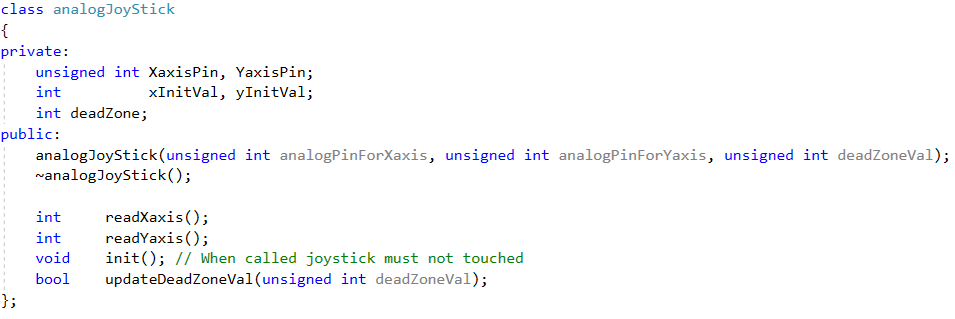 class analogJoyStick
{
private:
    unsigned int XaxisPin, YaxisPin;
    int          xInitVal, yInitVal;
    int deadZone;
public:
    analogJoyStick(unsigned int analogPinForXaxis, unsigned int analogPinForYaxis, unsigned int deadZoneVal);
    ~analogJoyStick();

    int     readXaxis();
    int     readYaxis();
    void    init(); // When called joystick must not touched
    bool    updateDeadZoneVal(unsigned int deadZoneVal);
};